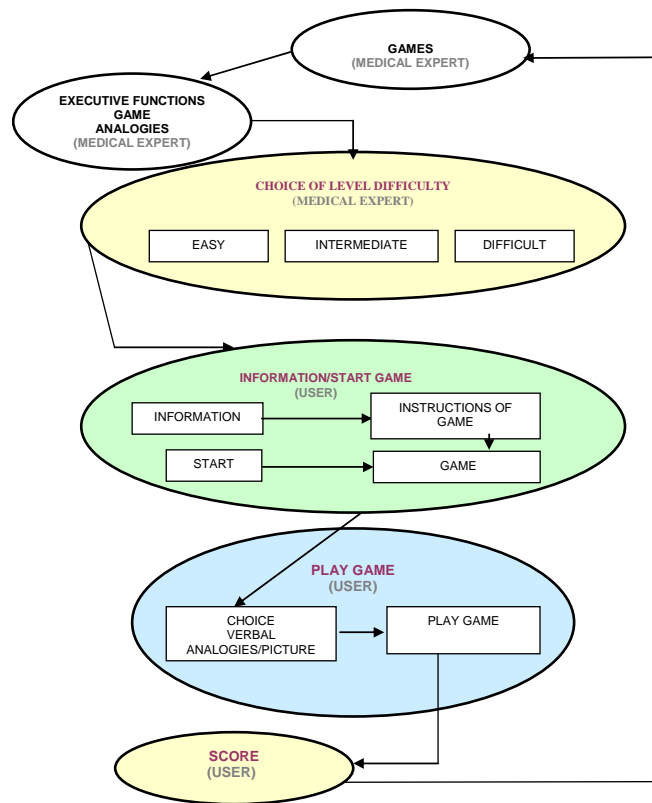 GAMES
(MEDICAL EXPERT)
EXECUTIVE FUNCTIONS
GAME
ANALOGIES
(MEDICAL EXPERT)
CHOICE OF LEVEL DIFFICULTY
(MEDICAL EXPERT)
EASY
INTERMEDIATE
DIFFICULT
INFORMATION/START GAME
(USER)
INFORMATION
INSTRUCTIONS OF
GAME
START
GAME
PLAY GAME
(USER)
CHOICE
VERBAL
ANALOGIES/PICTURE
PLAY GAME
SCORE
(USER)